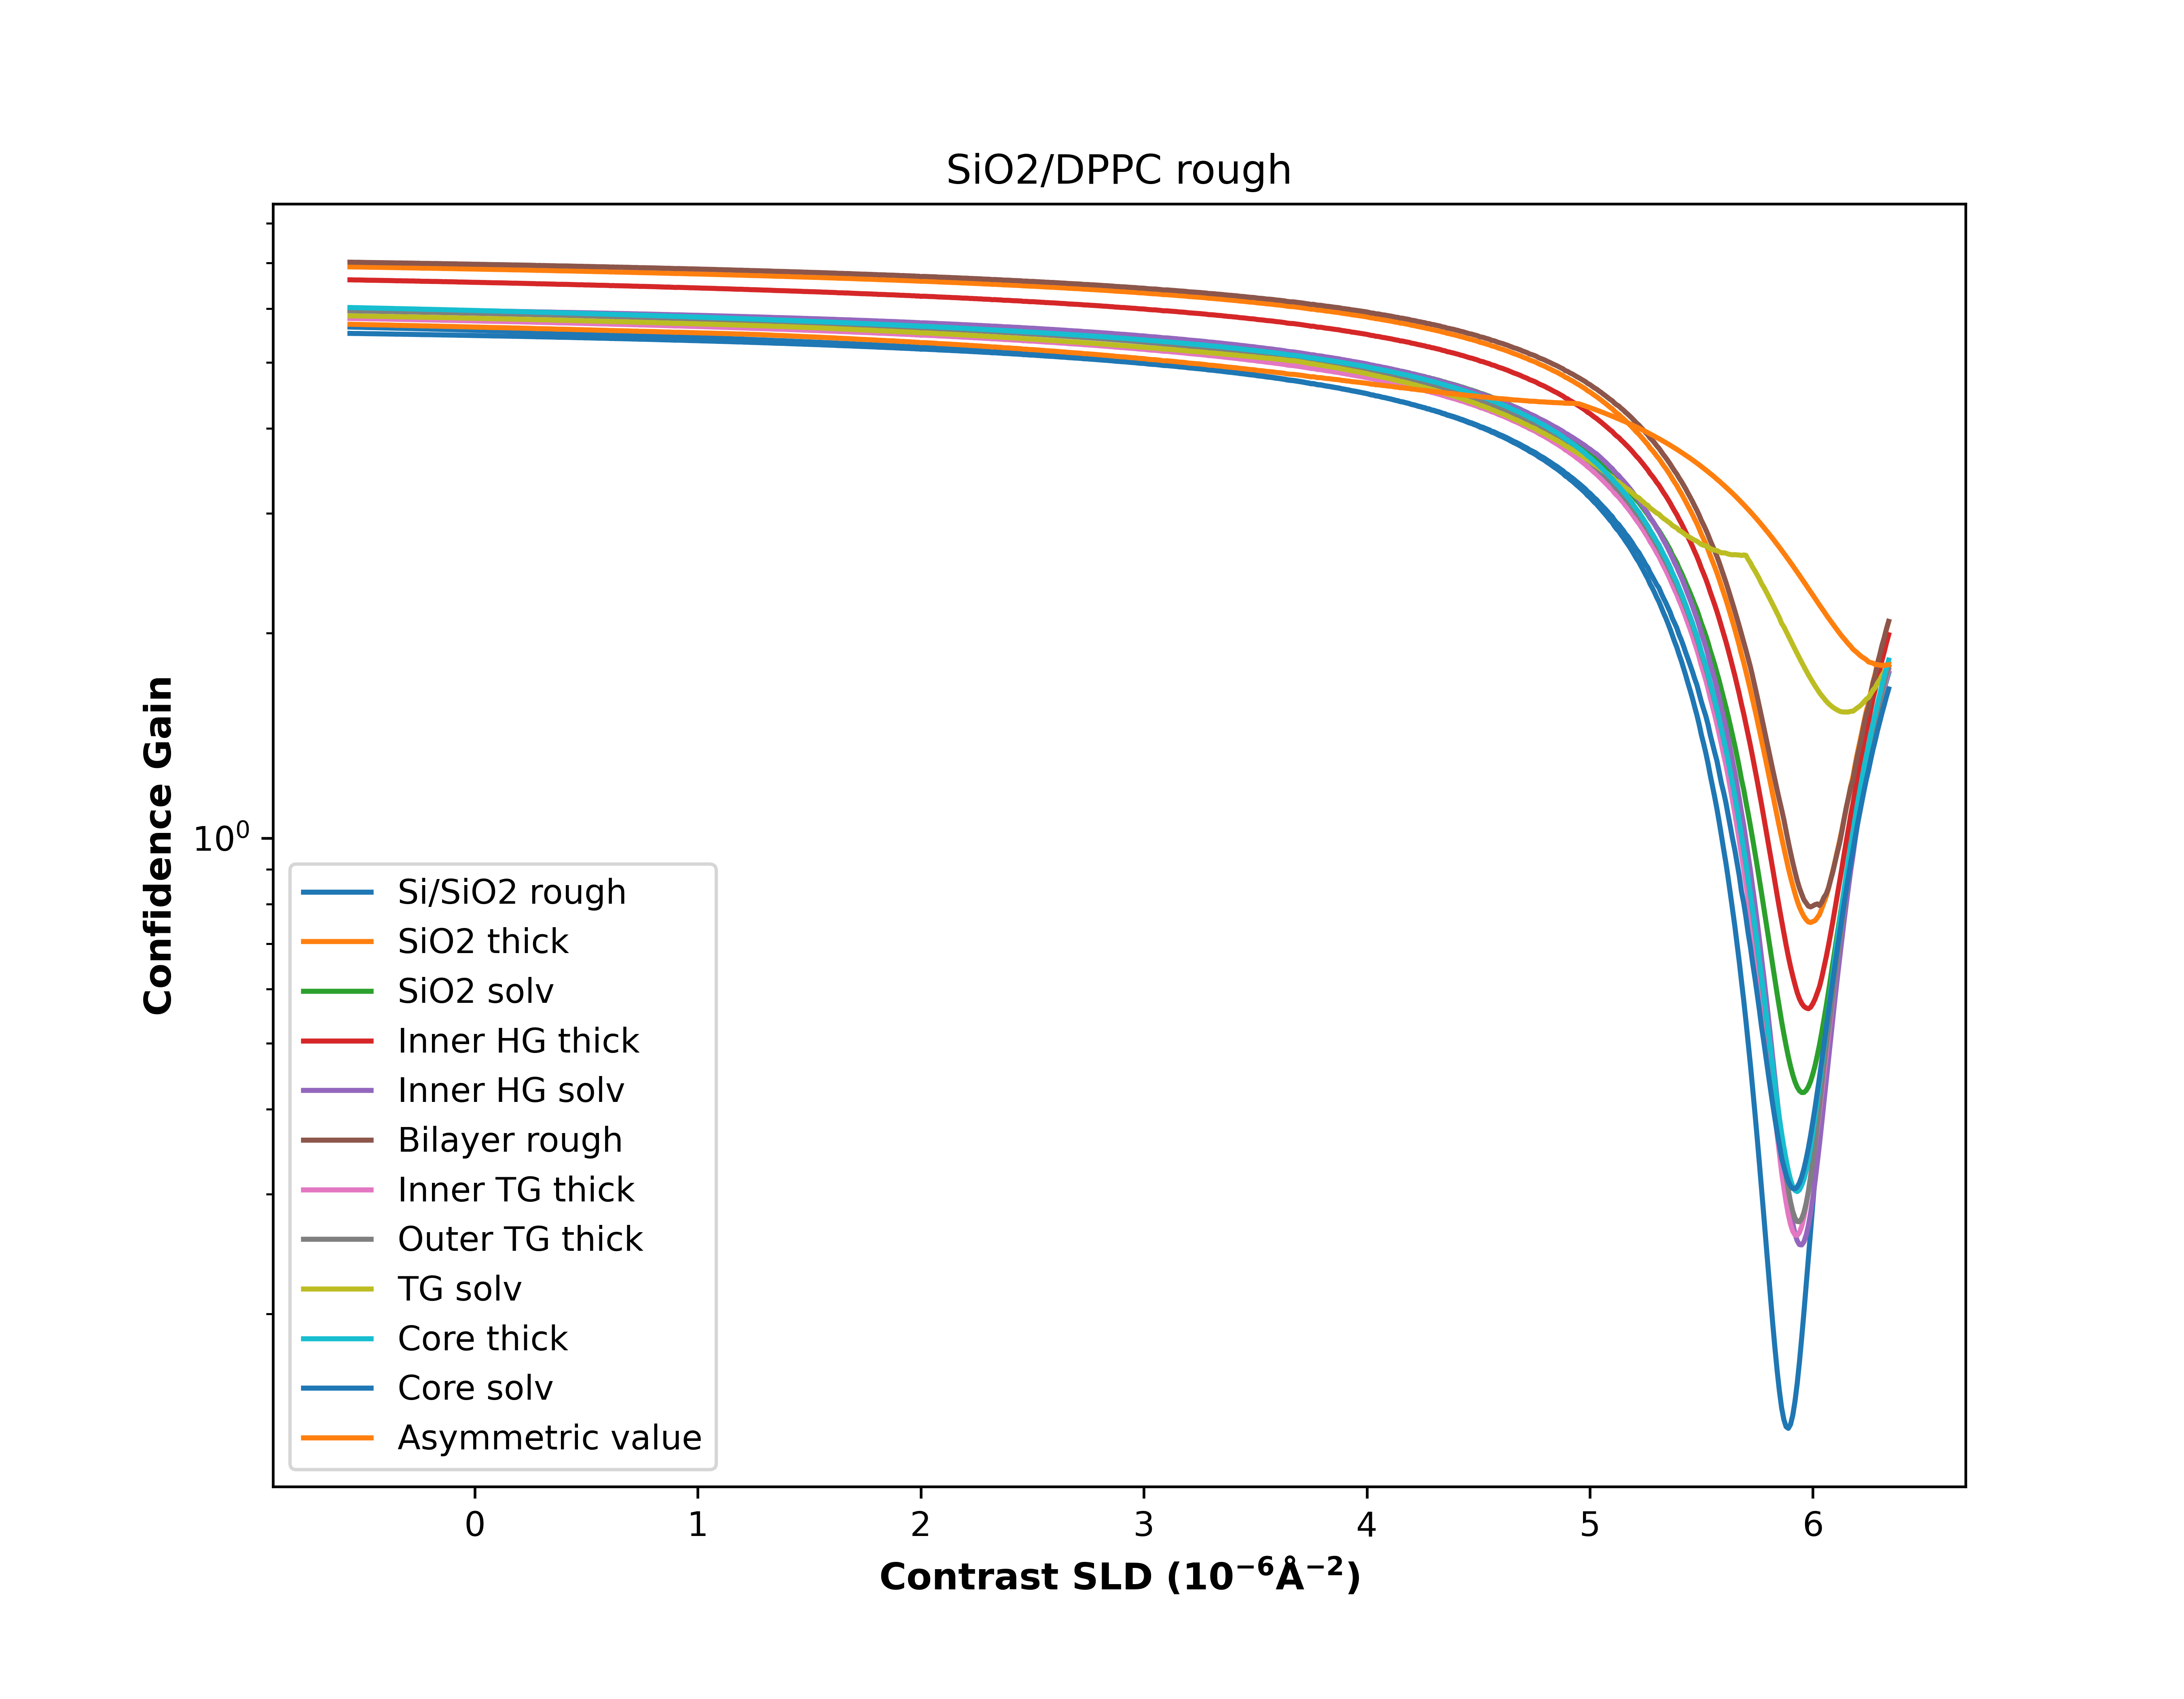 SiO2/DPPC rough
Confidence Gain
10⁰
Si/SiO2 rough
SiO2 thick
SiO2 solv
Inner HG thick
Inner HG solv
Bilayer rough
Inner TG thick
Outer TG thick
TG solv
Core thick
Core solv
Asymmetric value
0 1 2 3 4 5 6
Contrast SLD (10⁻⁶Å⁻²)